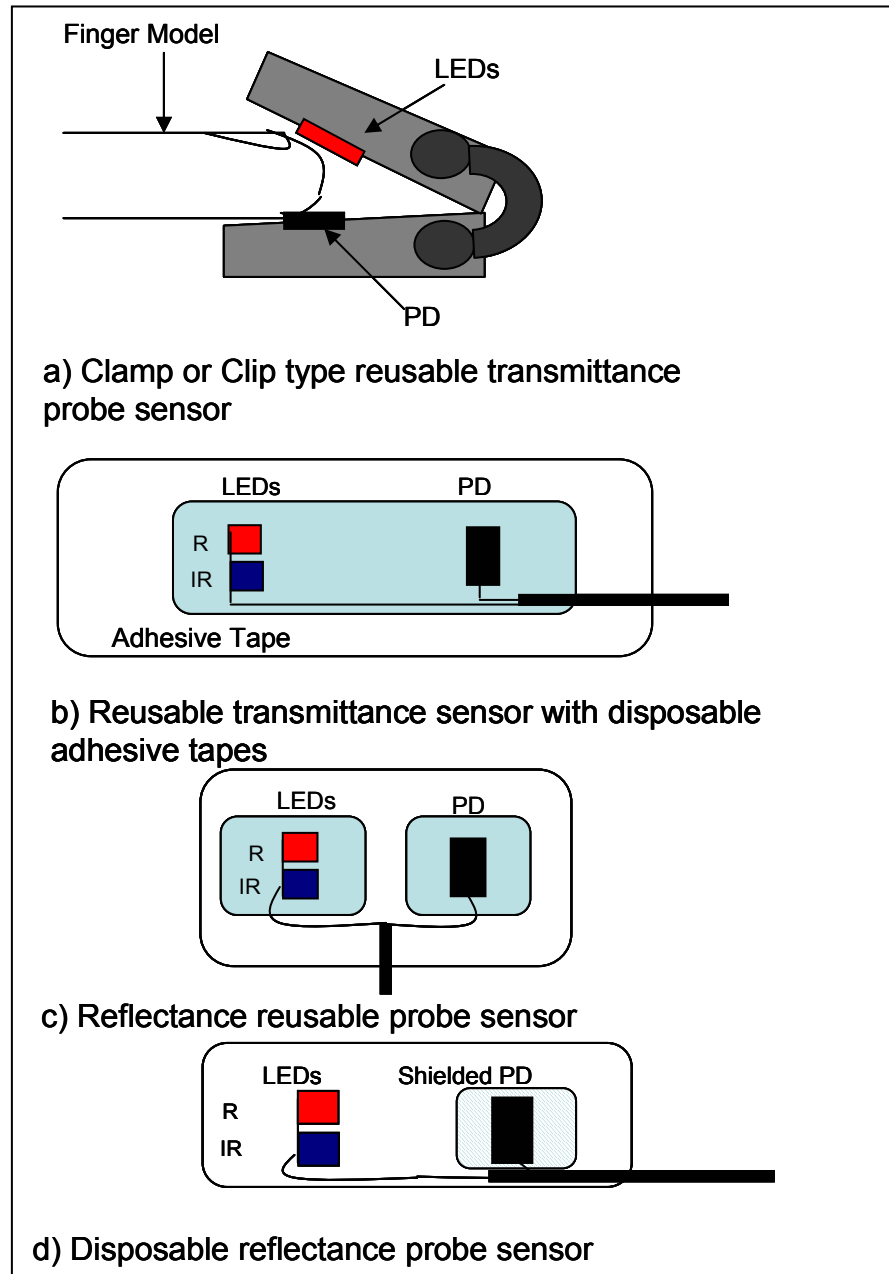 Finger Model
LEDs
PD
a) Clamp or Clip type reusable transmittance
probe sensor
LEDs PD
R
IR
Adhesive Tape
b) Reusable transmittance sensor with disposable
adhesive tapes
LEDs PD
R
IR
c) Reflectance reusable probe sensor
LEDs Shielded PD
R
IR
d) Disposable reflectance probe sensor